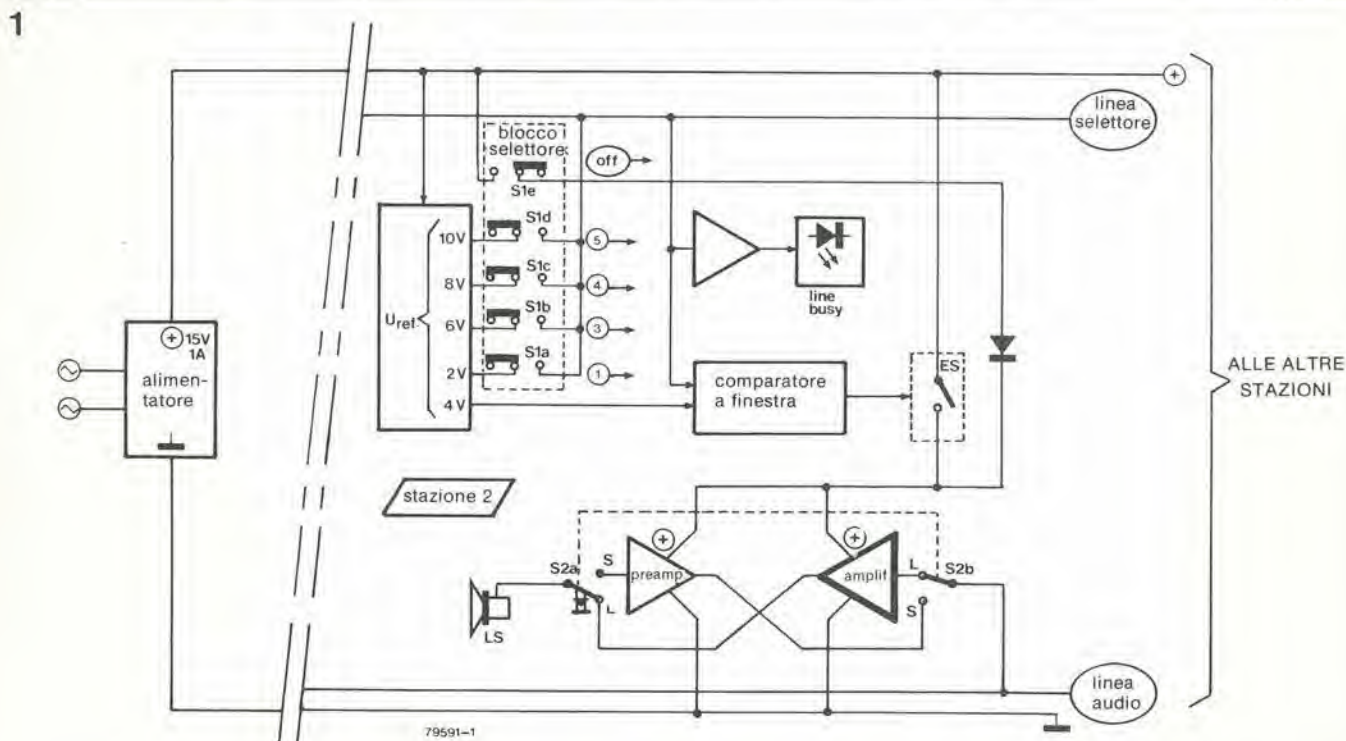 1
+
linea
selettore
blocco
selettore
off
S1e
10V
S1d
5
8V
S1c
4
Uref.
6V
S1b
3
2V
S1a
1
4V
line
busy
+ 15V
1A
alimen-
tatore
comparatore
a finestra
ES
ALLE ALTRE
STAZIONI
stazione 2
S2a
S
L
LS
+
preamp
+
amplif
L
S
S2b
linea
audio
79591-1